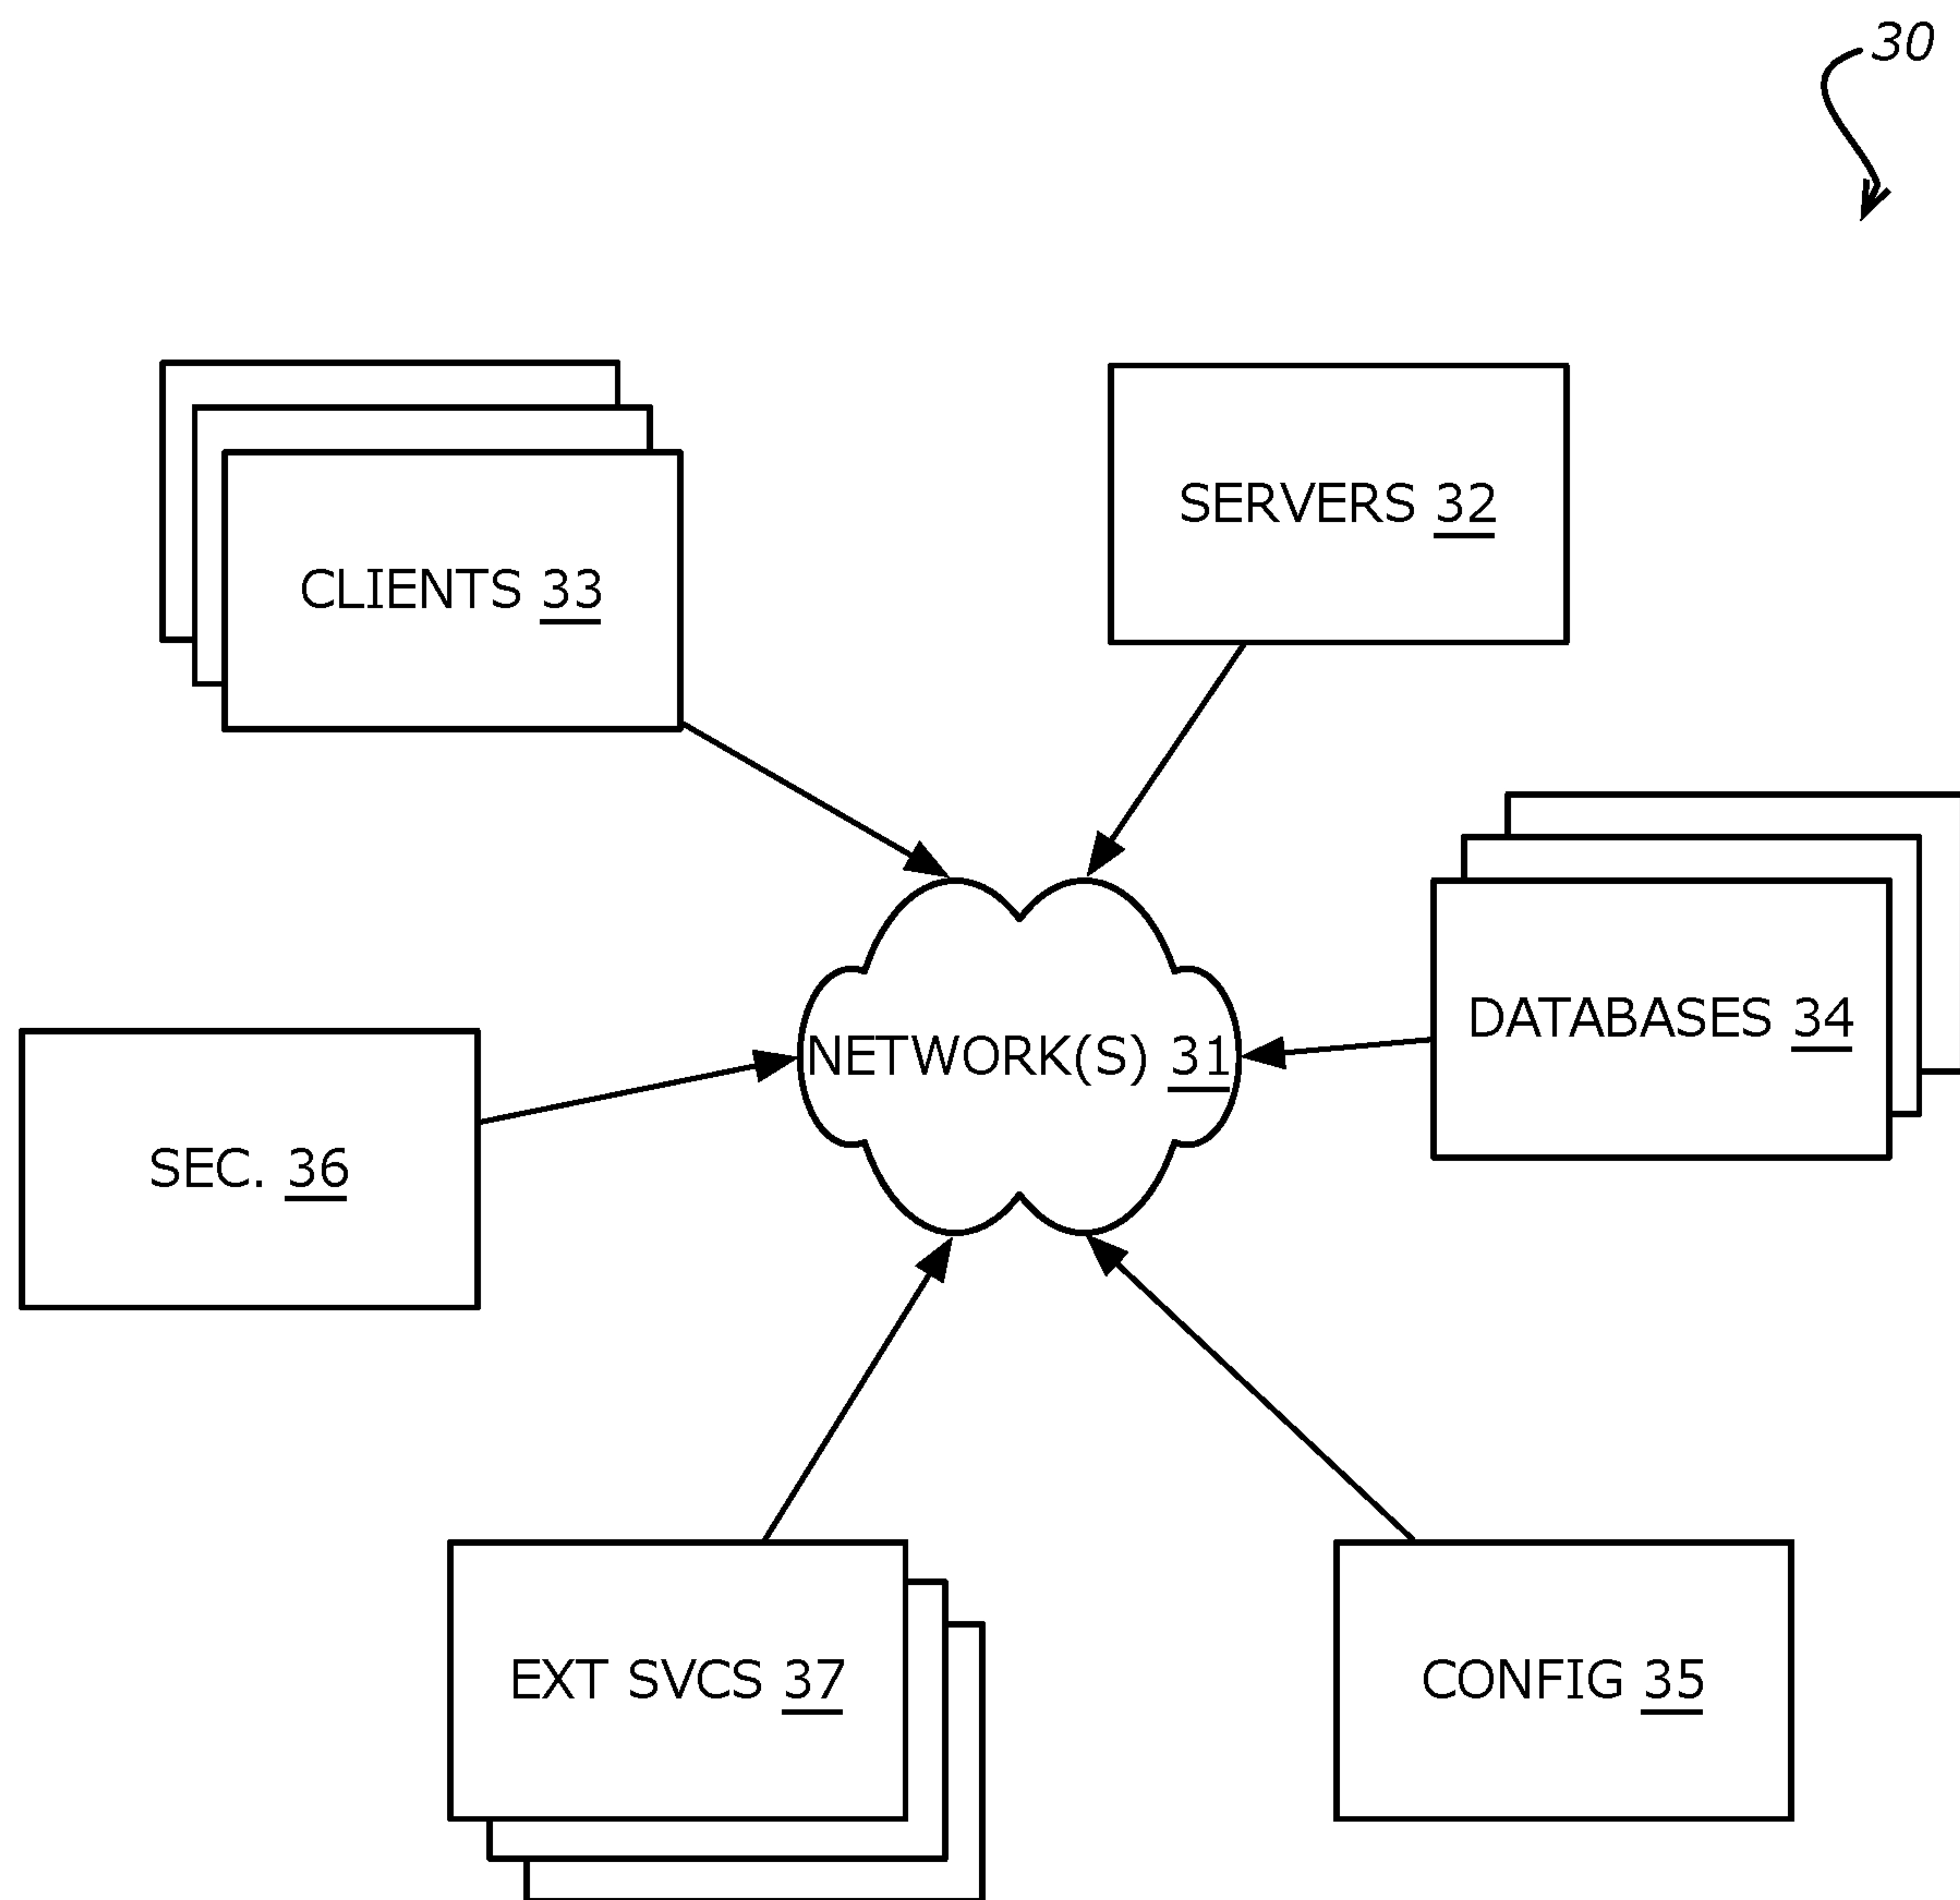 30
SERVERS 32
CLIENTS 33
DATABASES 34
NETWORK(S) 31
SEC. 36
EXT SVCS 37
CONFIG 35